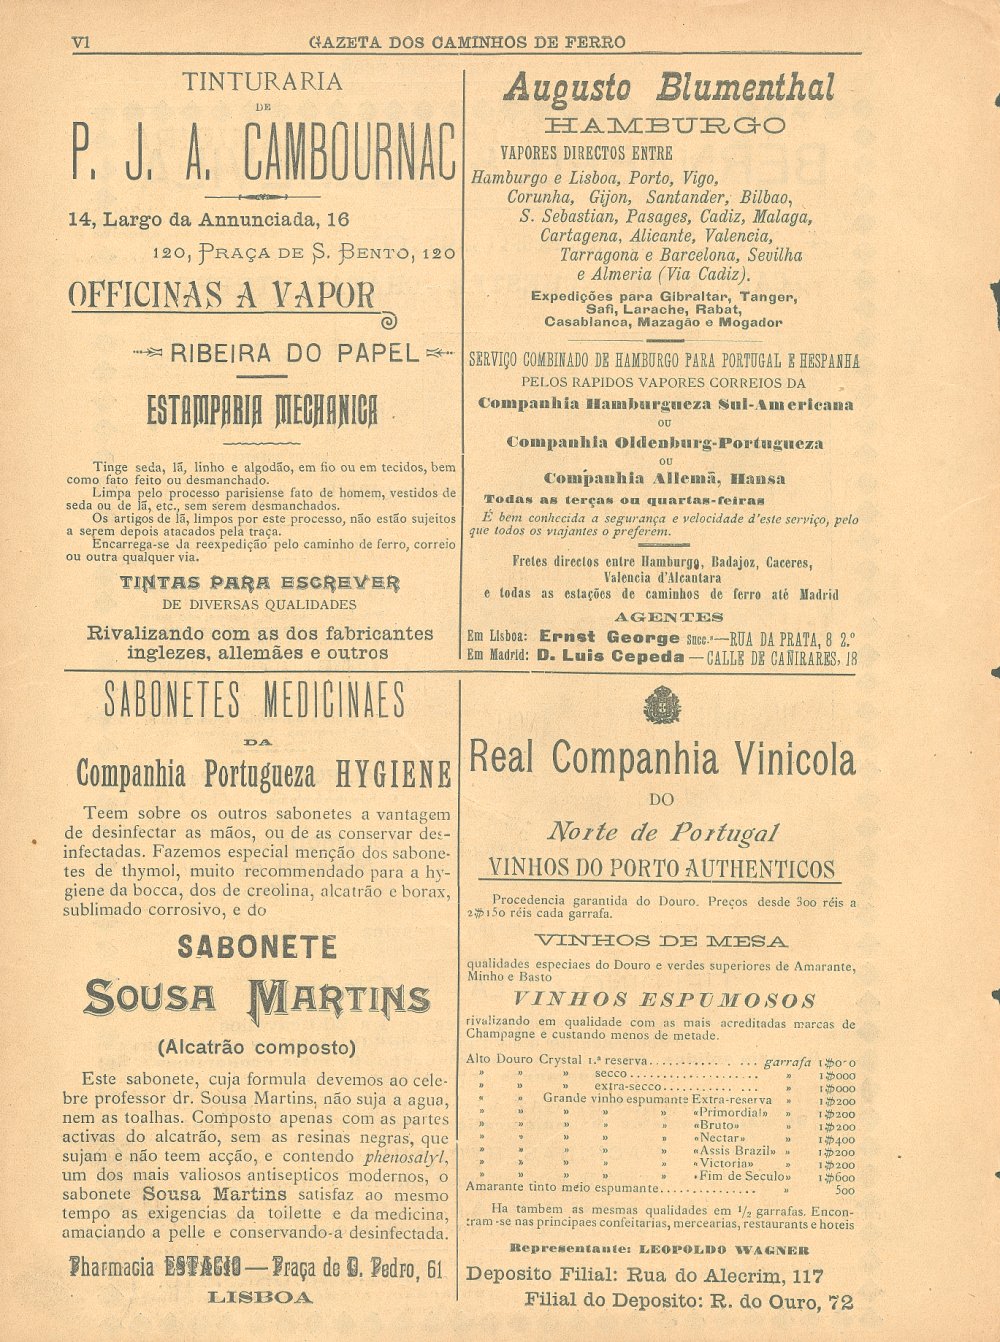 VI
GAZETA DOS CAMINHOS DE FERRO
TINTURARIA
DE
P. J. A. CAMBOURNAC
14, Largo da Annunciada, 16
120, PRAÇA DE S. BENTO, 120
OFFICINAS A VAPOR
RIBEIRA DO PAPEL
ESTAMPARIA MECHANICA
Tinge seda, lã, linho e algodão, em fio ou em tecidos, bem
como fato feito ou desmanchado.
Limpa pelo processo parisiense fato de homem, vestidos de
seda ou de lã, etc., sem serem desmanchados.
Os artigos de lã, limpos por este processo, não estão sujeitos
a serem depois atacados pela traça.
Encarrega-se da reexpedição pelo caminho de ferro, correio
ou outra qualquer via.
TINTAS PARA ESCREVER
DE DIVERSAS QUALIDADES
Rivalizando com as dos fabricantes
inglezes, allemães e outros
Augusto Blumenthal
HAMBURGO
VAPORES DIRECTOS ENTRE
Hamburgo e Lisboa, Porto, Vigo,
Corunha, Gijon, Santander, Bilbao,
S. Sebastian, Pasages, Cadiz, Malaga,
Cartagena, Alicante, Valencia,
Tarragona e Barcelona, Sevilha
e Almeria (Via Cadiz).
Expedições para Gibraltar, Tanger,
Safi, Larache, Rabat,
Casablanca, Mazagão e Mogador
SERVIÇO COMBINADO DE HAMBURGO PARA PORTUGAL E HESPANHA
PELOS RAPIDOS VAPORES CORREIOS DA
Companhia Hamburgueza Sul-Americana
OU
Companhia Oldenburg-Portugueza
OU
Companhia Allemã, Hansa
Todas as terças ou quartas-feiras
É bem conhecida a segurança e velocidade d'este serviço, pelo
que todos os viajantes o preferem.
Fretes directos entre Hamburgo, Badajoz, Caceres,
Valencia d'Alcantara
e todas as estações de caminhos de ferro até Madrid
AGENTES
Em Lisboa: Ernst George Succ.ˢ—RUA DA PRATA, 8 2.º
Em Madrid: D. Luis Cepeda—CALLE DE CAÑIRARES, 18
SABONETES MEDICINAES
DA
Companhia Portugueza HYGIENE
Teem sobre os outros sabonetes a vantagem
de desinfectar as mãos, ou de as conservar des-
infectadas. Fazemos especial menção dos sabone-
tes de thymol, muito recommendado para a hy-
giene da bocca, dos de creolina, alcatrão e borax,
sublimado corrosivo, e do
SABONETE
SOUSA MARTINS
(Alcatrão composto)
Este sabonete, cuja formula devemos ao cele-
bre professor dr. Sousa Martins, não suja a agua,
nem as toalhas. Composto apenas com as partes
activas do alcatrão, sem as resinas negras, que
sujam e não teem acção, e contendo phenosalyl,
um dos mais valiosos antisepticos modernos, o
sabonete Sousa Martins satisfaz ao mesmo
tempo as exigencias da toilette e da medicina,
amaciando a pelle e conservando-a desinfectada.
Pharmacia ESTACIO—Praça de D. Pedro, 61
LISBOA
Real Companhia Vinicola
DO
Norte de Portugal
VINHOS DO PORTO AUTHENTICOS
Procedencia garantida do Douro. Preços desde 300 réis a
2$150 réis cada garrafa.
VINHOS DE MESA
qualidades especiaes do Douro e verdes superiores de Amarante,
Minho e Basto
VINHOS ESPUMOSOS
rivalizando em qualidade com as mais acreditadas marcas de
Champagne e custando menos de metade.
Alto Douro Crystal 1.ª reserva.............. garrafa 1$0-0
» » » secco..................... » 1$000
» » » extra-secco............... » 1$000
» » Grande vinho espumante Extra-reserva » 1$200
» » » » » «Primordial» » 1$200
» » » » » «Bruto» » 1$200
» » » » » «Nectar» » 1$400
» » » » » «Assis Brazil» » 1$200
» » » » » «Victoria» » 1$200
» » » » » «Fim de Seculo» » 1$600
Amarante tinto meio espumante............... » 500
Ha tambem as mesmas qualidades em 1/2 garrafas. Encon-
tram-se nas principaes confeitarias, mercearias, restaurants e hoteis
Representante: LEOPOLDO WAGNER
Deposito Filial: Rua do Alecrim, 117
Filial do Deposito: R. do Ouro, 72